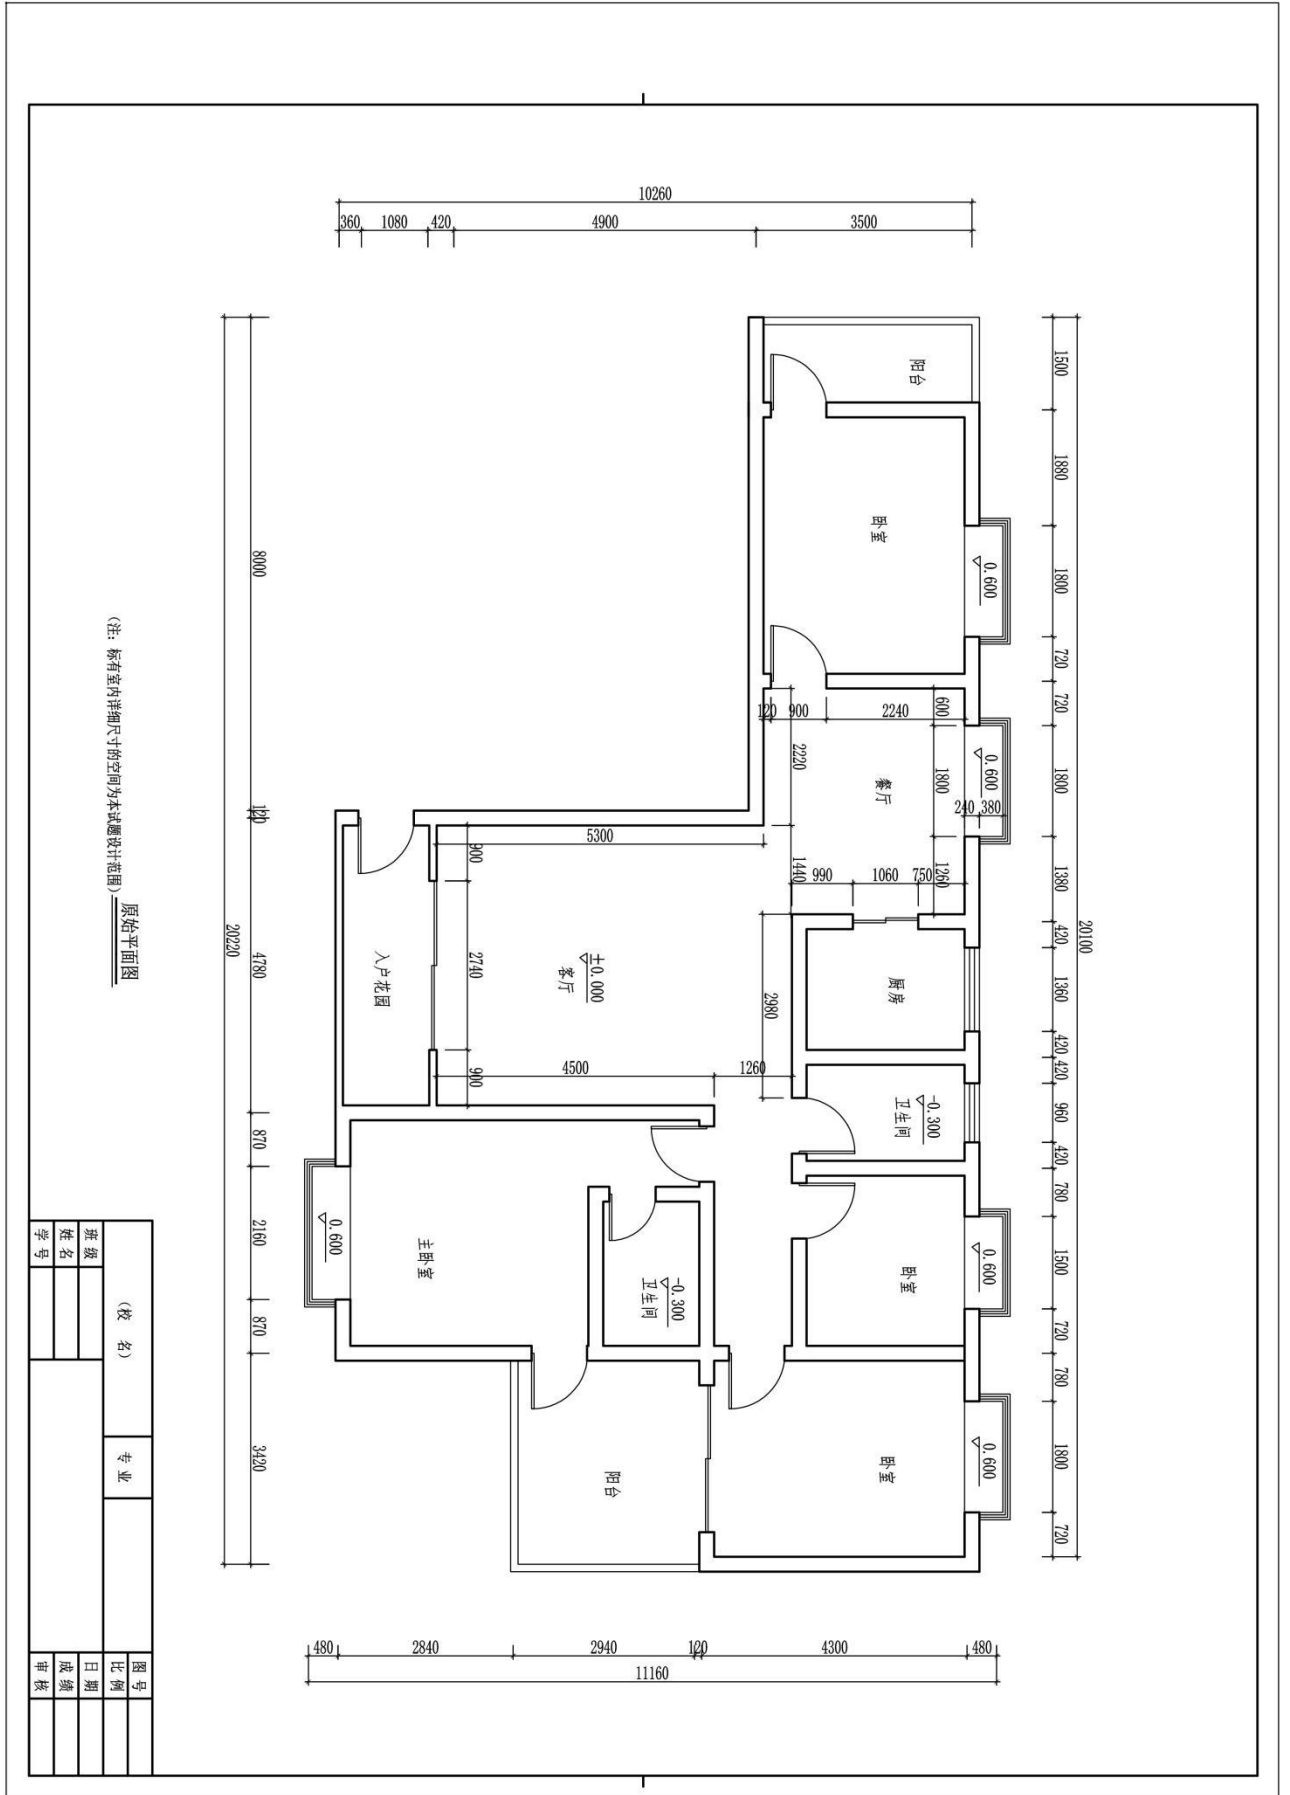 20100
1500
1880
1800
720
720
1800
1380
420
1360
420
420
960
420
780
1500
720
780
1800
720
10260
3500
4900
420
1080
360
阳台
卧室
0.600
120
900
2240
600
2220
1800
餐厅
0.600
240
380
1440
990
1060
750
1260
5300
900
2740
900
2980
4500
1260
厨房
±0.000
客厅
入户花园
-0.300
卫生间
卧室
0.600
卧室
0.600
-0.300
卫生间
主卧室
0.600
阳台
480
4300
120
2940
2840
480
11160
8000
120
4780
870
2160
870
3420
20220
原始平面图
(注: 标有室内详细尺寸的空间为本试题设计范围)
(校 名)
专业
班级
姓名
学号
图号
比例
日期
成绩
审核